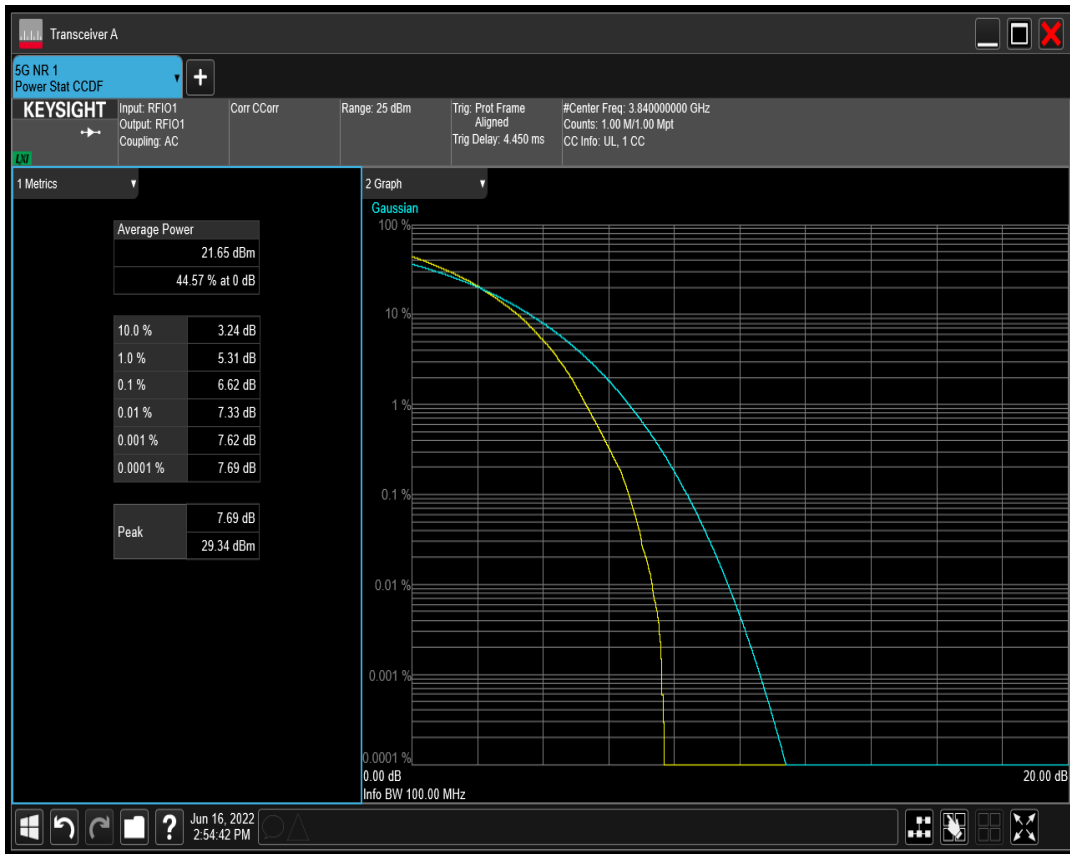 Transceiver A
5G NR 1
Power Stat CCDF
+
KEYSIGHT
LXI
Input: RFIO1
Output: RFIO1
Coupling: AC
Corr CCorr
Range: 25 dBm
Trig: Prot Frame
Aligned
Trig Delay: 4.450 ms
#Center Freq: 3.840000000 GHz
Counts: 1.00 M/1.00 Mpt
CC Info: UL, 1 CC
1 Metrics
Average Power
21.65 dBm
44.57 % at 0 dB
10.0 % 3.24 dB
1.0 % 5.31 dB
0.1 % 6.62 dB
0.01 % 7.33 dB
0.001 % 7.62 dB
0.0001 % 7.69 dB
Peak
7.69 dB
29.34 dBm
2 Graph
Gaussian
100 %
10 %
1 %
0.1 %
0.01 %
0.001 %
0.0001 %
0.00 dB 20.00 dB
Info BW 100.00 MHz
?
Jun 16, 2022
2:54:42 PM